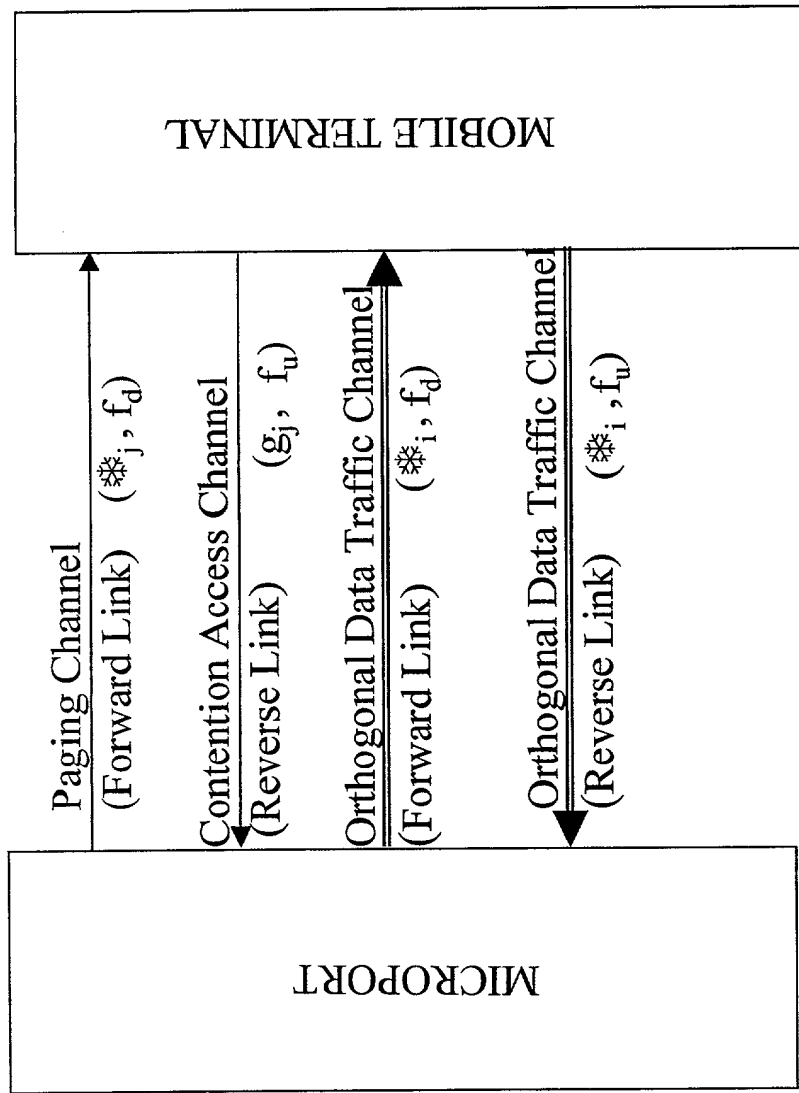 MICROPORT
MOBILE TERMINAL
Paging Channel
(Forward Link) (❄j, fd)
Contention Access Channel
(Reverse Link) (gj, fu)
Orthogonal Data Traffic Channel
(Forward Link) (❄i, fd)
Orthogonal Data Traffic Channel
(Reverse Link) (❄i, fu)